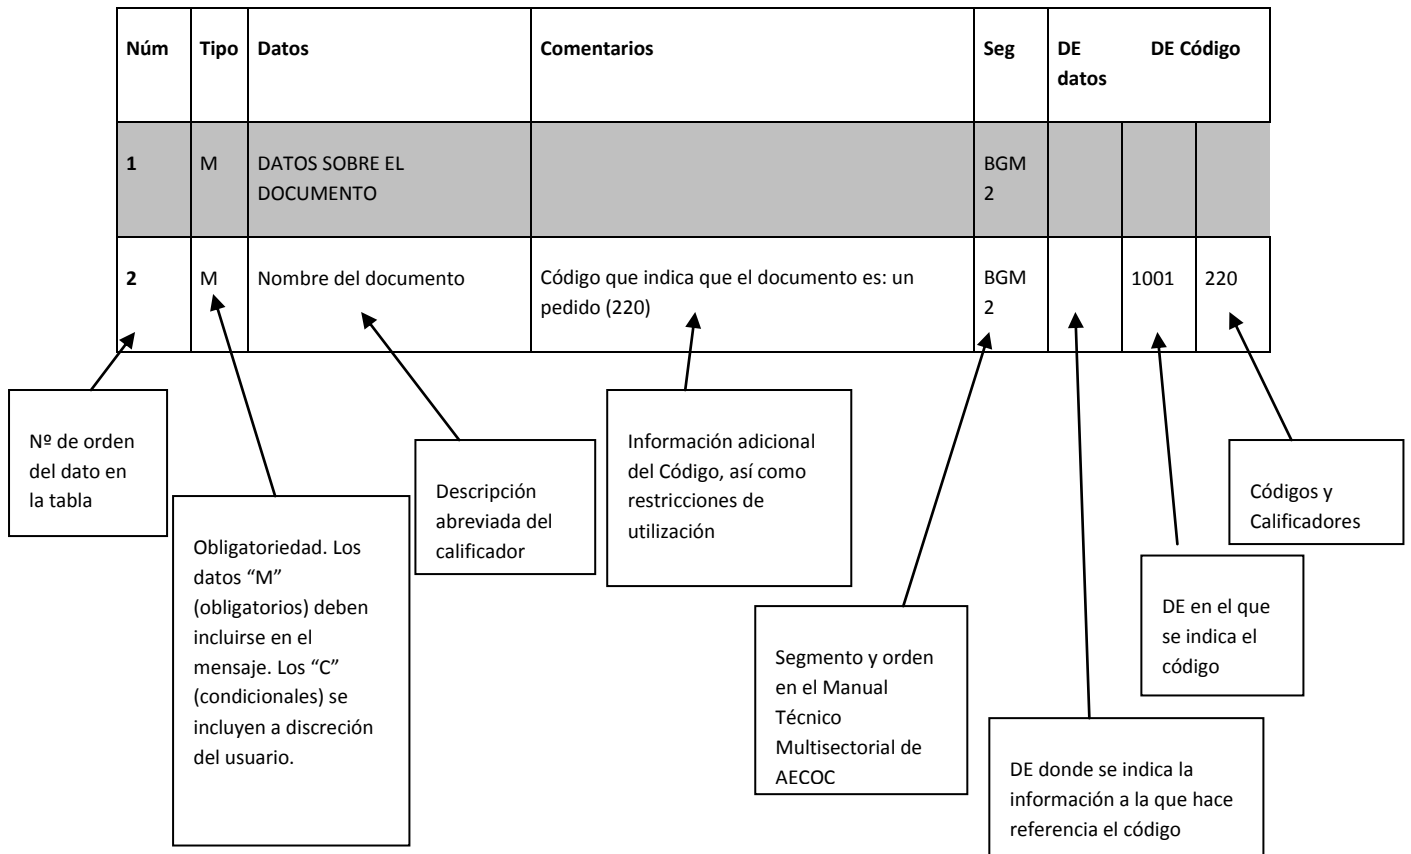 Núm Tipo Datos Comentarios Seg DE DE Código
datos
1 M DATOS SOBRE EL BGM
DOCUMENTO 2
2 M Nombre del documento Código que indica que el documento es: un BGM 1001 220
pedido (220) 2
Nº de orden
del dato en
la tabla
Obligatoriedad. Los
datos “M”
(obligatorios) deben
incluirse en el
mensaje. Los “C”
(condicionales) se
incluyen a discreción
del usuario.
Descripción
abreviada del
calificador
Información adicional
del Código, así como
restricciones de
utilización
Segmento y orden
en el Manual
Técnico
Multisectorial de
AECOC
DE donde se indica la
información a la que hace
referencia el código
DE en el que
se indica el
código
Códigos y
Calificadores